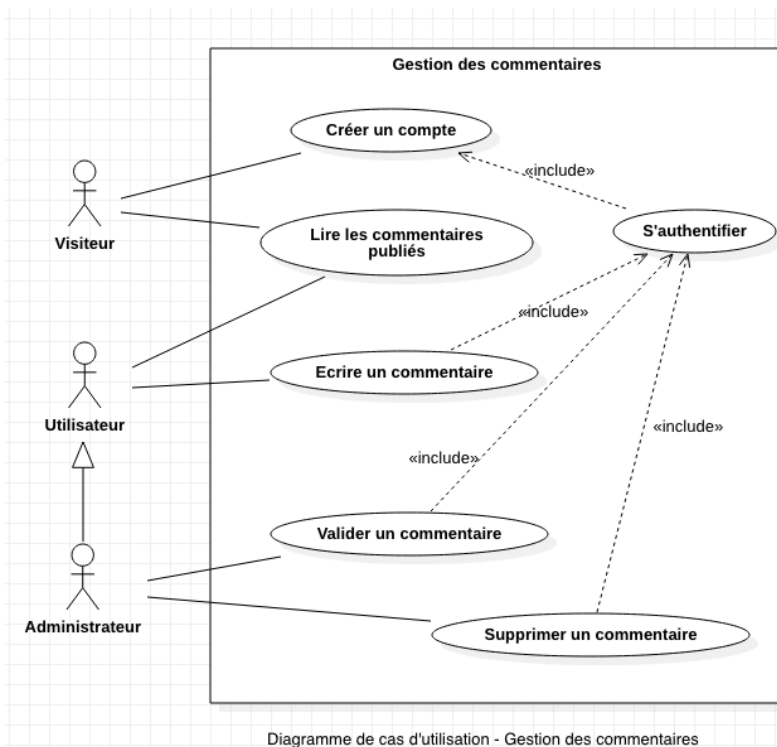 Gestion des commentaires
Créer un compte
«include»
Visiteur
Lire les commentaires
publiés
S'authentifier
«include»
Ecrire un commentaire
Utilisateur
«include»
«include»
Valider un commentaire
Administrateur
Supprimer un commentaire
Diagramme de cas d'utilisation - Gestion des commentaires